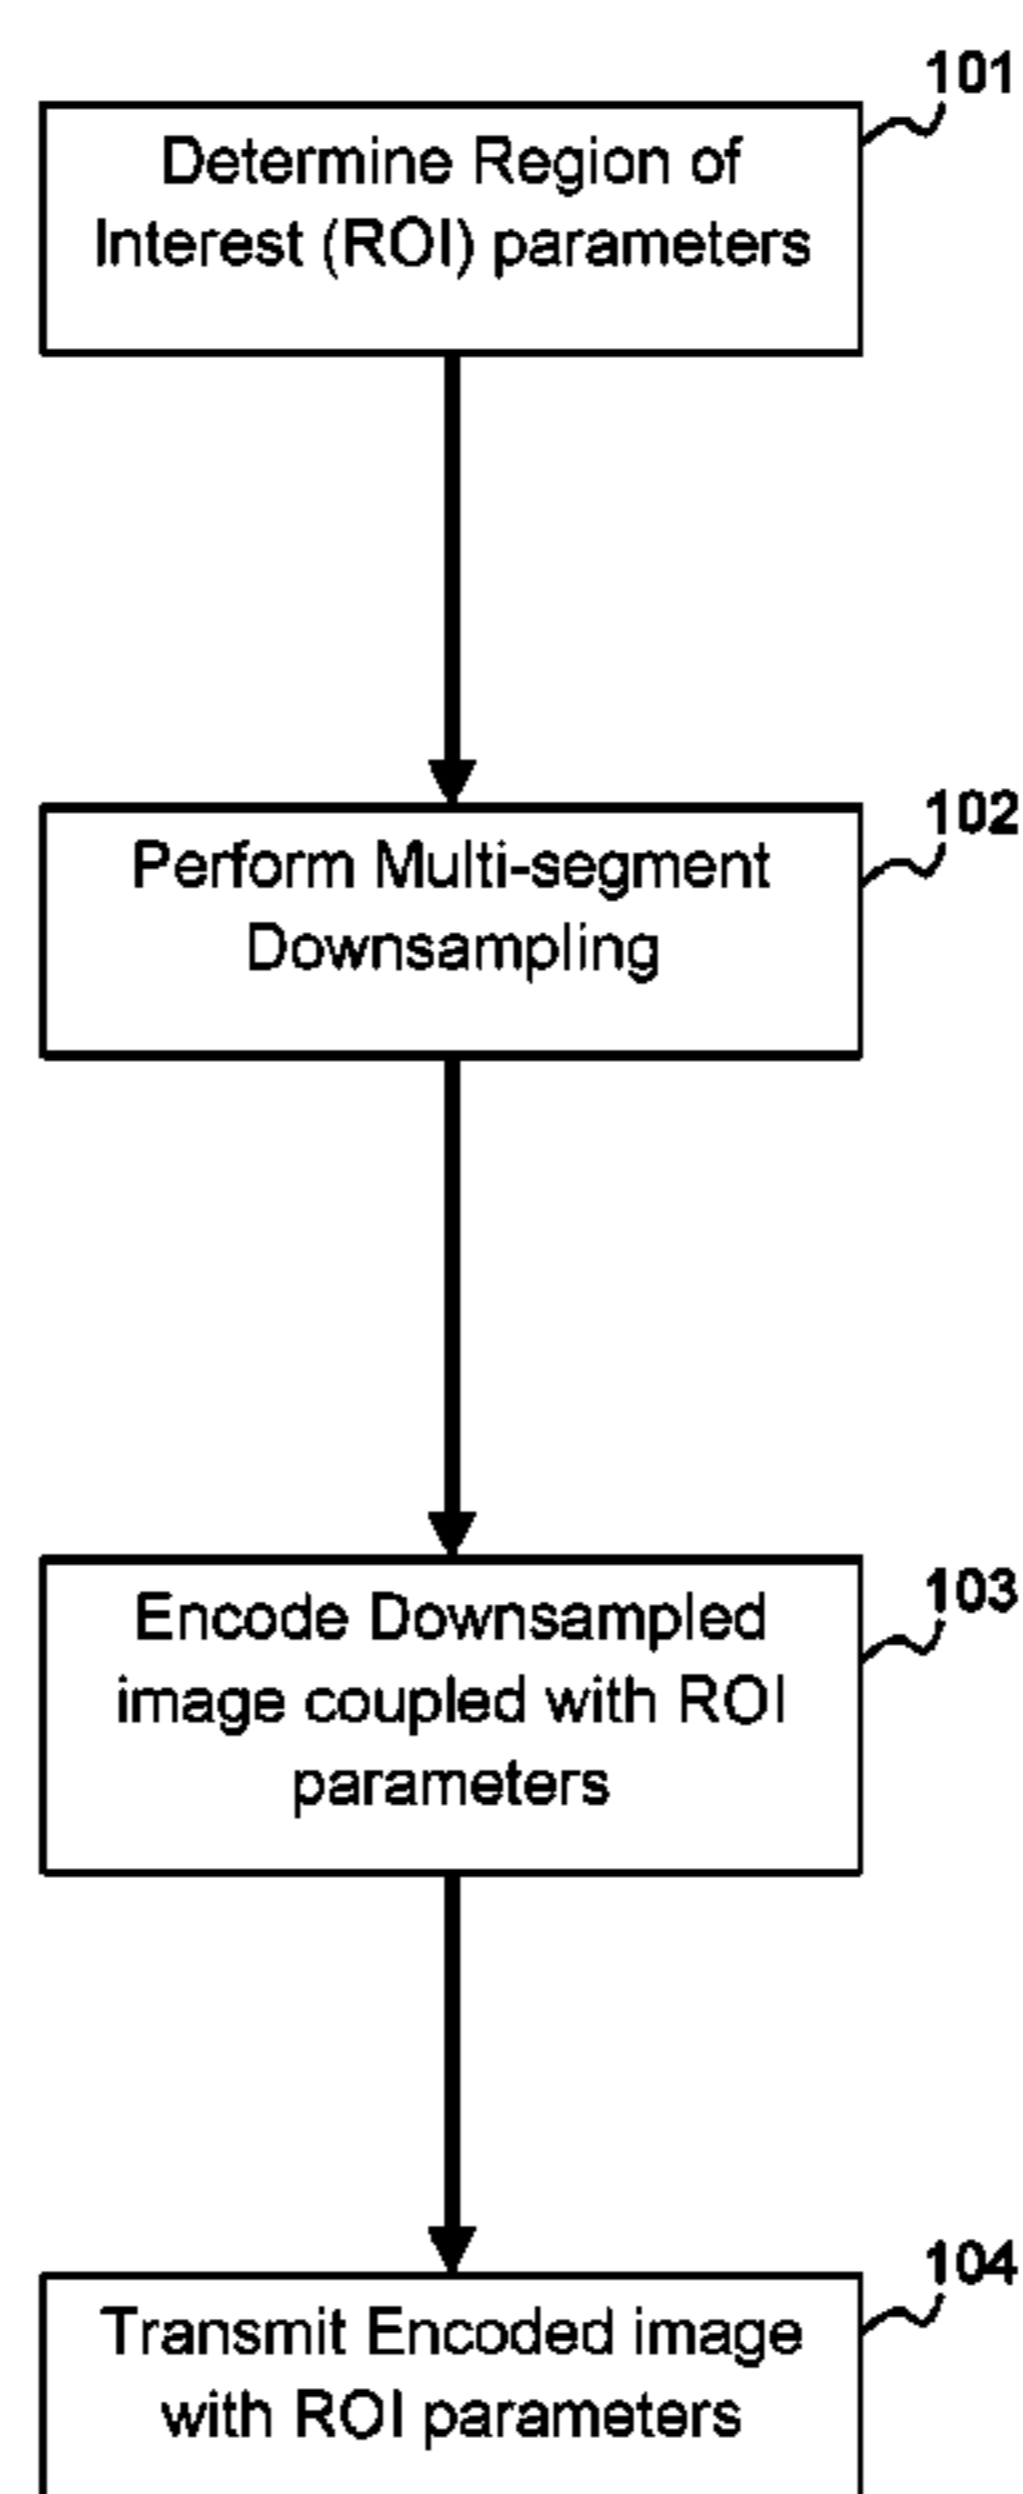 101
Determine Region of
Interest (ROI) parameters
102
Perform Multi-segment
Downsampling
103
Encode Downsampled
image coupled with ROI
parameters
104
Transmit Encoded image
with ROI parameters